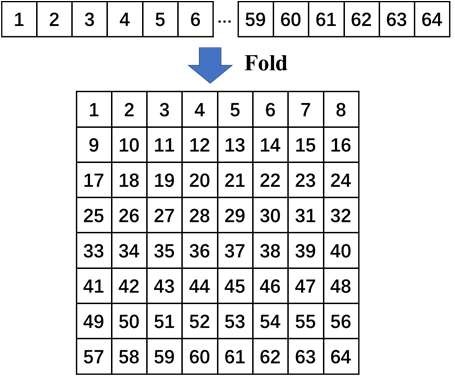 1 2 3 4 5 6 ... 59 60 61 62 63 64
Fold
1 2 3 4 5 6 7 8
9 10 11 12 13 14 15 16
17 18 19 20 21 22 23 24
25 26 27 28 29 30 31 32
33 34 35 36 37 38 39 40
41 42 43 44 45 46 47 48
49 50 51 52 53 54 55 56
57 58 59 60 61 62 63 64